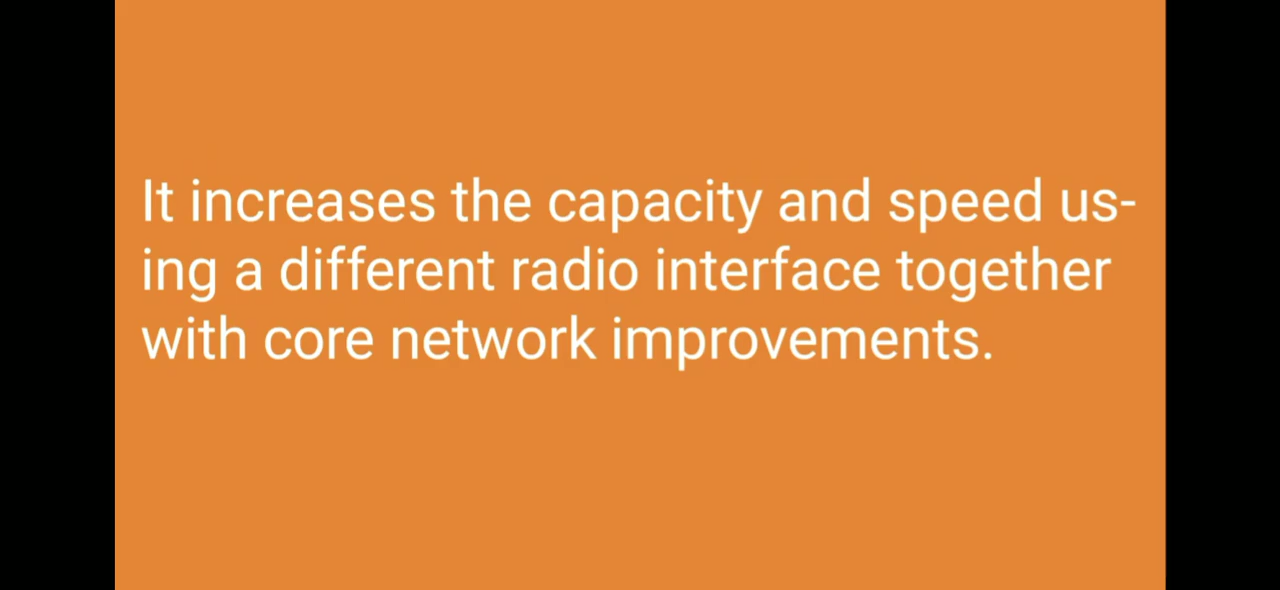 It increases the capacity and speed us-
ing a different radio interface together
with core network improvements.